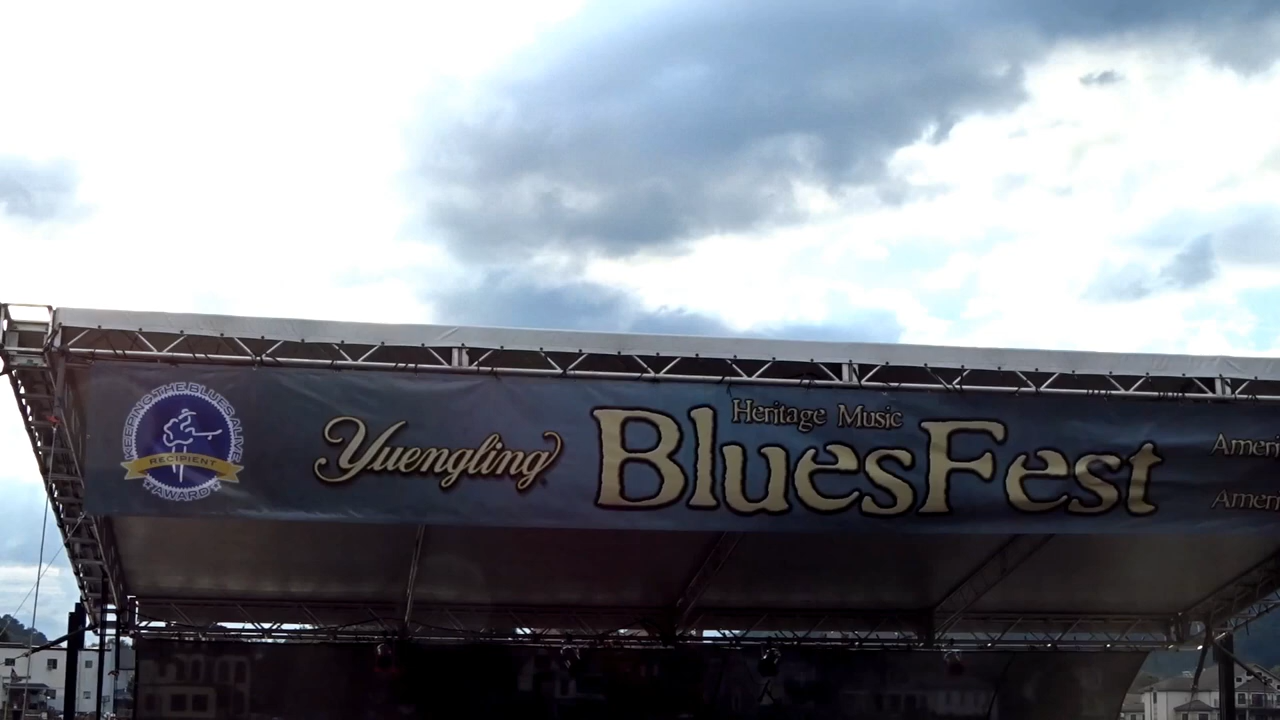 KEEPING THE BLUES ALIVE
RECIPIENT
AWARD
Yuengling
Heritage Music
BluesFest